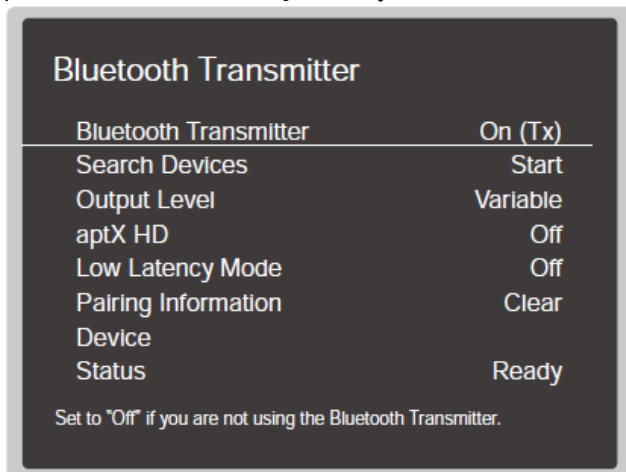 Bluetooth Transmitter
Bluetooth Transmitter On (Tx)
Search Devices Start
Output Level Variable
aptX HD Off
Low Latency Mode Off
Pairing Information Clear
Device
Status Ready
Set to "Off" if you are not using the Bluetooth Transmitter.